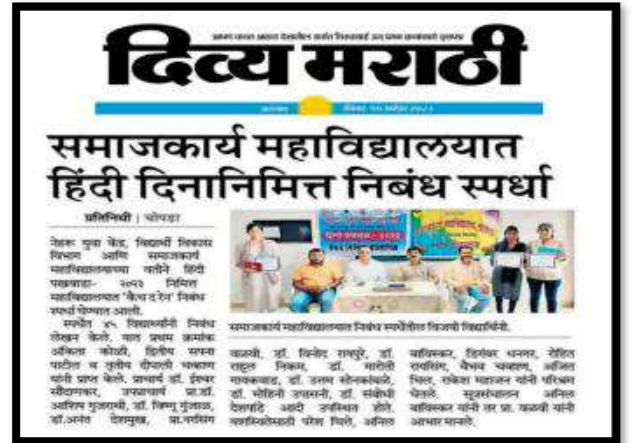 दिव्य मराठी
समाजकार्य महाविद्यालयात
हिंदी दिनानिमित्त निबंध स्पर्धा
प्रतिनिधी | चोपडा
नेहरू युवा केंद्र, विद्यार्थी विकास
विभाग आणि समाजकार्य
महाविद्यालयाच्या वतीने हिंदी
पखवाडा- २०२३ निमित्त
महाविद्यालयात 'कैच द रेन' निबंध
स्पर्धा घेण्यात आली.
स्पर्धेत ४५ विद्यार्थ्यांनी निबंध
लेखन केले. यात प्रथम क्रमांक
अंकिता कोळी, द्वितीय सपना
पाटील व तृतीय दीपाली चव्हाण
यांनी प्राप्त केले. प्राचार्य डॉ. ईश्वर
सौंदाणकर, उपप्राचार्य प्रा.डॉ.
आशिष गुजराथी, डॉ. विष्णू गुंजाळ,
डॉ.अनंत देशमुख, प्रा.नरसिंग
समाजकार्य महाविद्यालयात निबंध स्पर्धेतील विजयी विद्यार्थिनी.
वळवी, डॉ. विनोद रायपुरे, डॉ.
राहुल निकम, डॉ. मारोती
गायकवाड, डॉ. उत्तम सोनकांबळे,
डॉ. मोहिनी उपासनी, डॉ. संबोधी
देशपांडे आदी उपस्थित होते.
यशस्वितेसाठी परेश चित्ते, अनिल
बाविस्कर, डिगंबर धनगर, रोहित
रायसिंग, वैभव चव्हाण, अजित
भिल, राकेश महाजन यांनी परिश्रम
घेतले. सूत्रसंचालन अनिल
बाविस्कर यांनी तर प्रा. वळवी यांनी
आभार मानले.